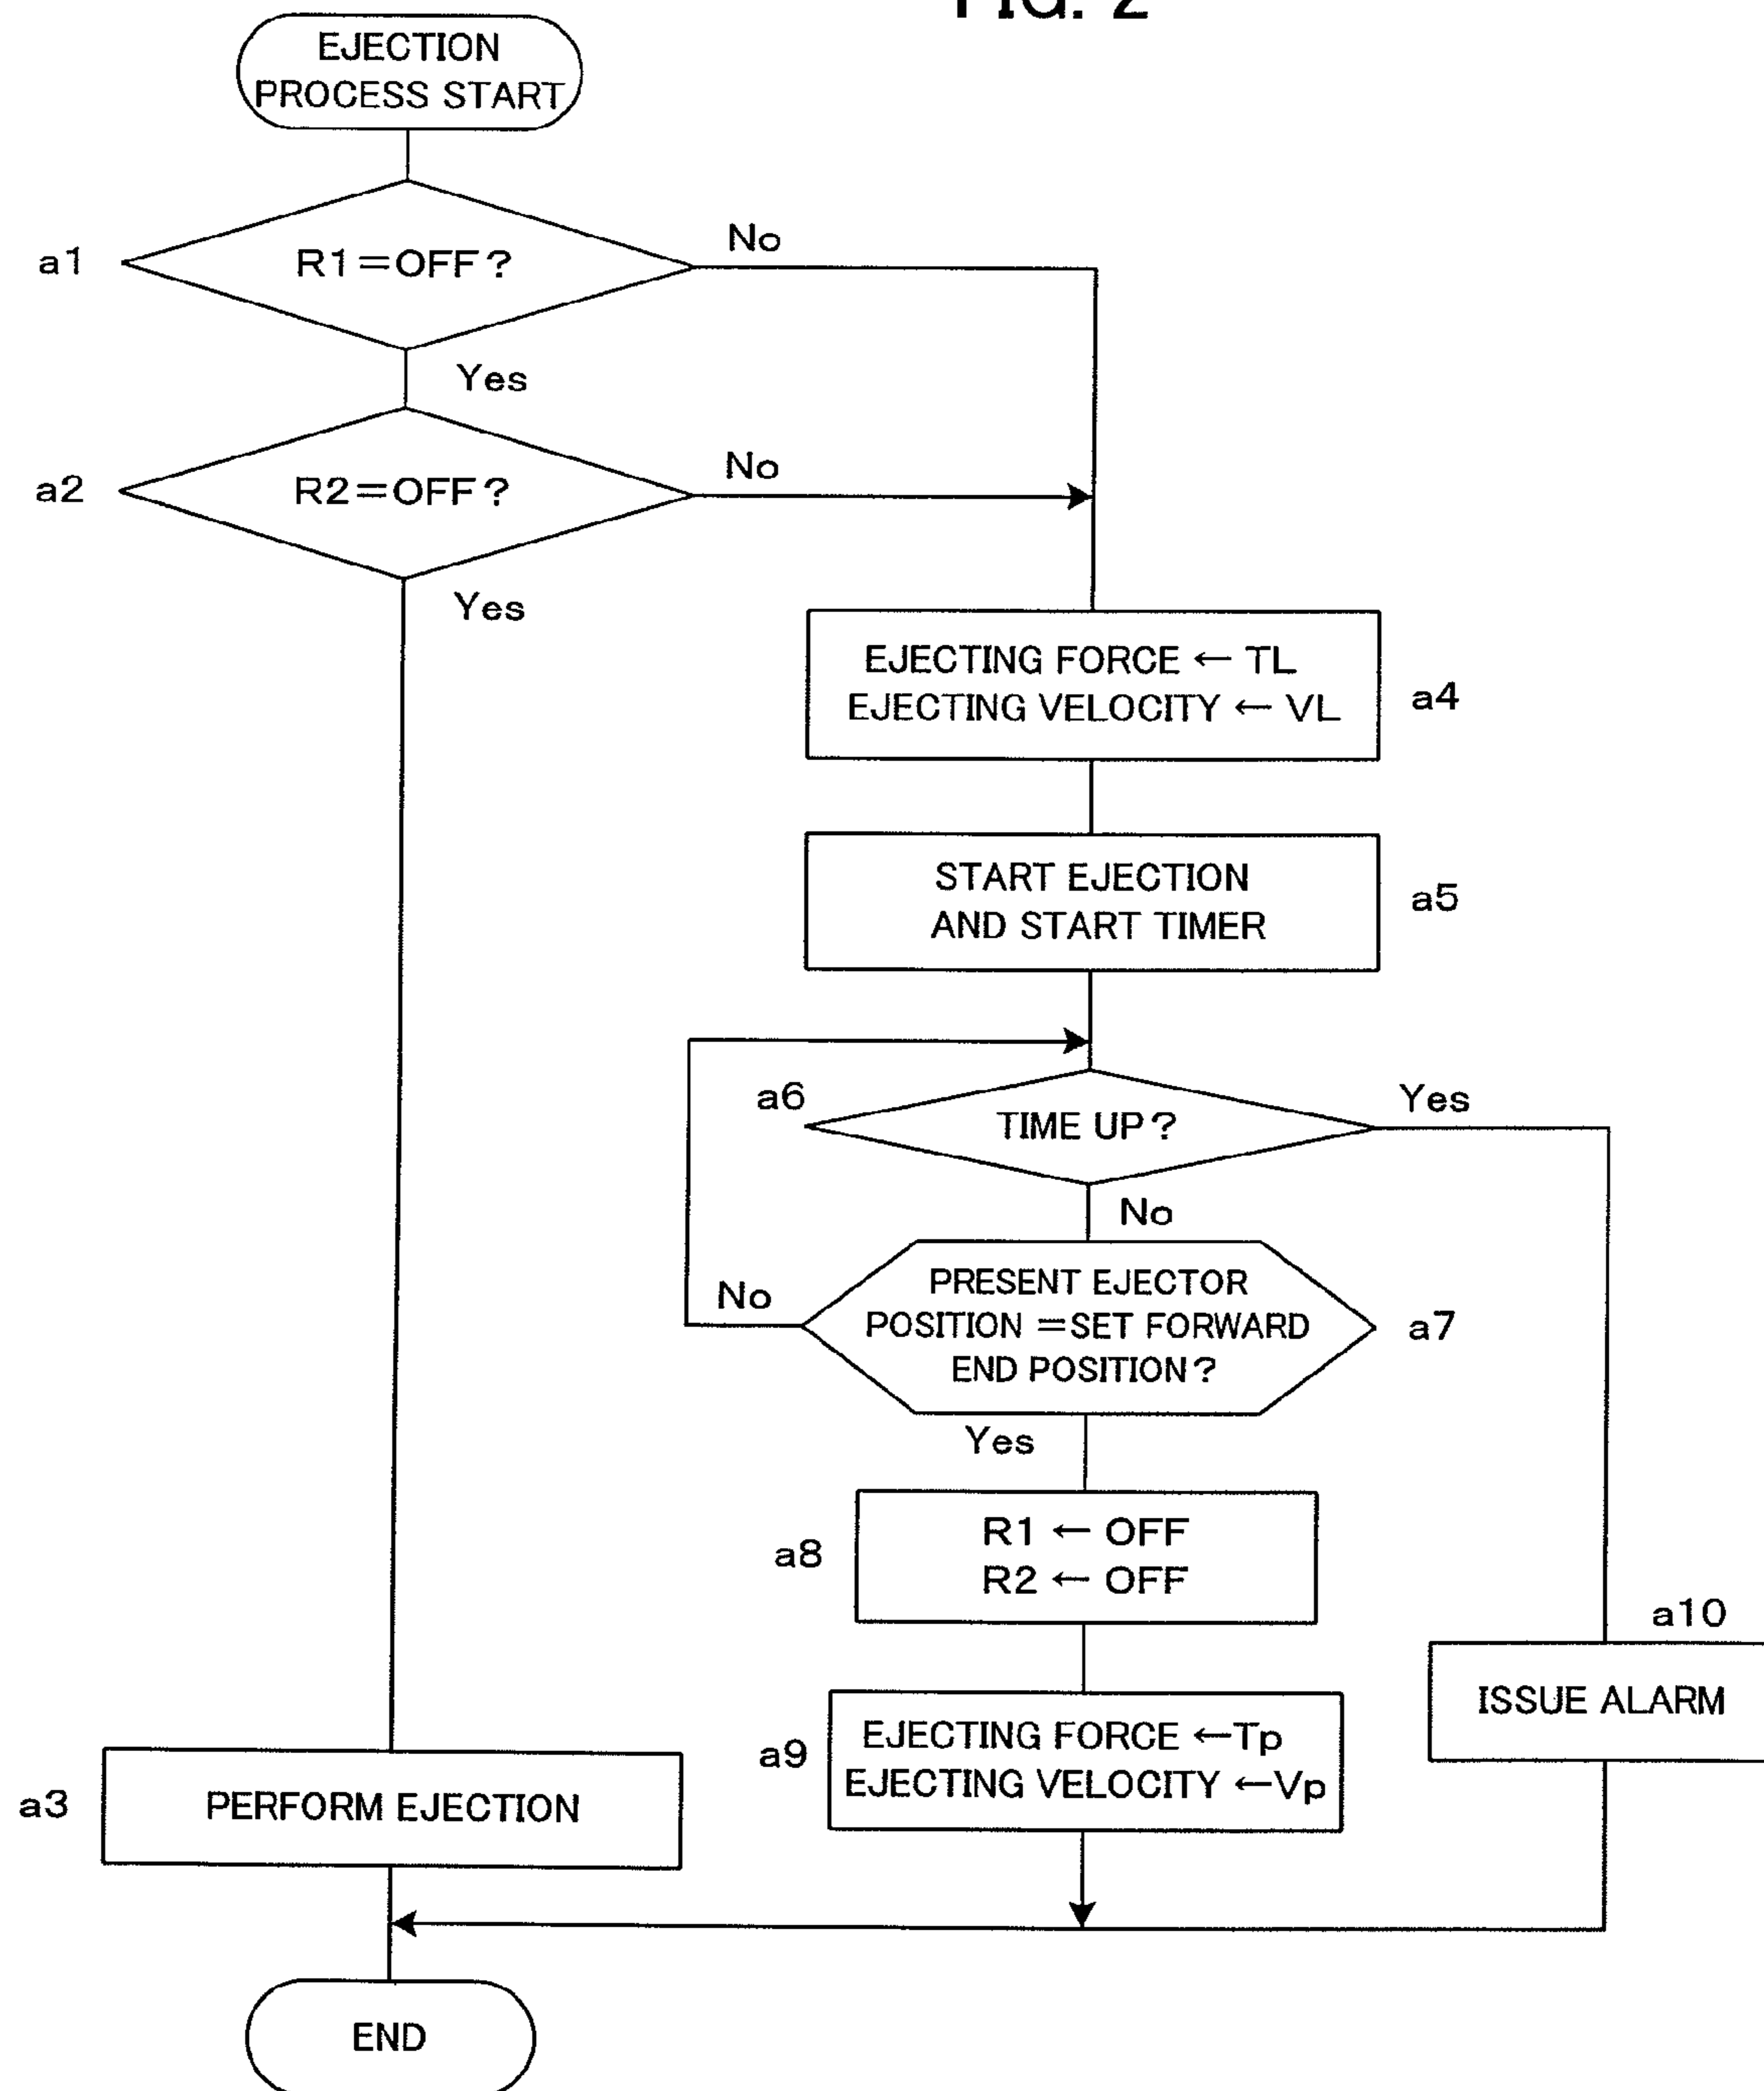 FIG. 2
EJECTION
PROCESS START
a1
R1=OFF?
No
Yes
a2
R2=OFF?
No
Yes
EJECTING FORCE ← TL
EJECTING VELOCITY ← VL
a4
START EJECTION
AND START TIMER
a5
a6
TIME UP?
Yes
No
PRESENT EJECTOR
POSITION =SET FORWARD
END POSITION?
No
a7
Yes
R1 ← OFF
R2 ← OFF
a8
a10
ISSUE ALARM
a9
EJECTING FORCE ←Tp
EJECTING VELOCITY ←Vp
a3
PERFORM EJECTION
END